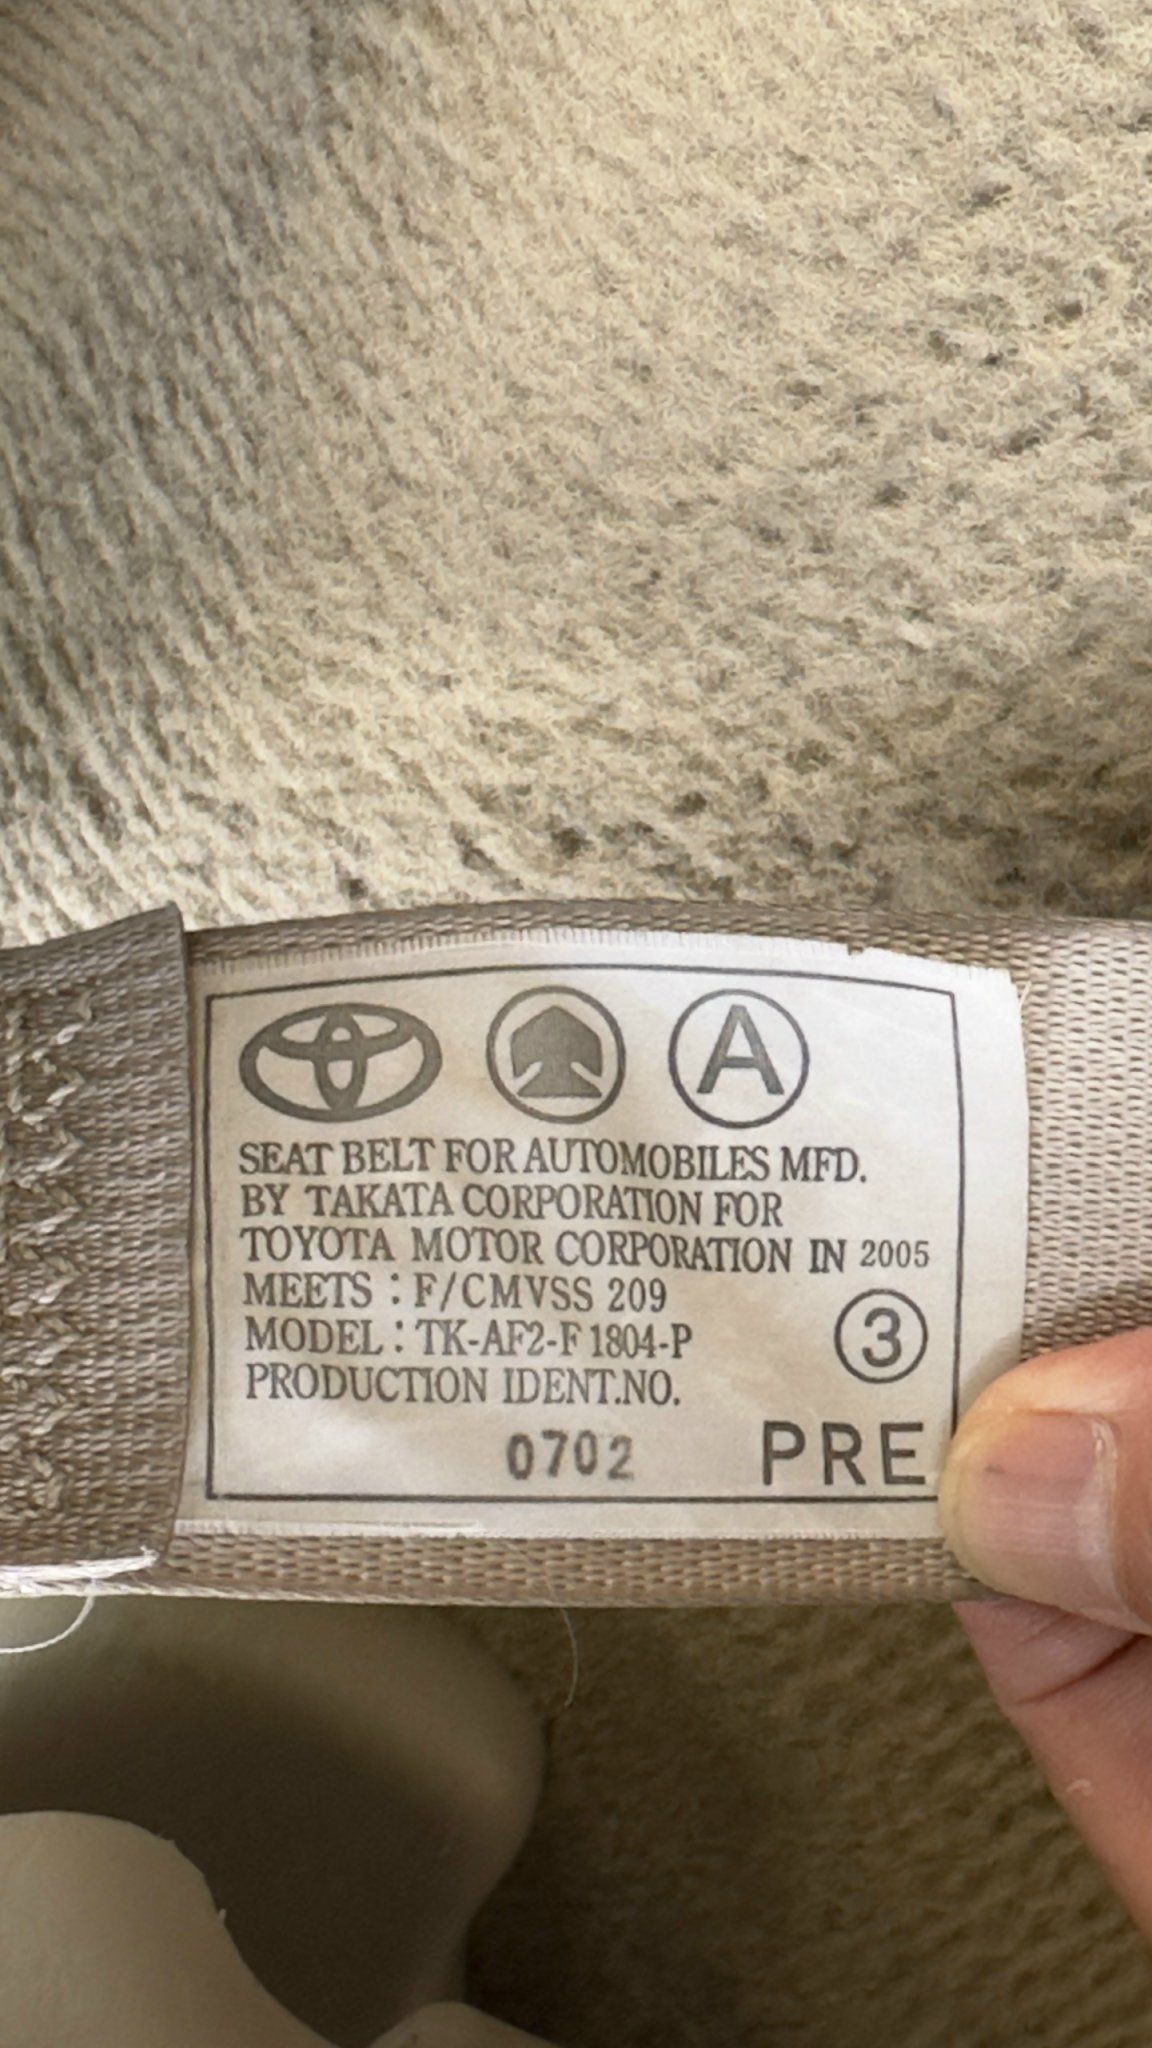 A
SEAT BELT FOR AUTOMOBILES MFD.
BY TAKATA CORPORATION FOR
TOYOTA MOTOR CORPORATION IN 2005
MEETS : F/CMVSS 209
MODEL : TK-AF2-F1804-P
3
PRODUCTION IDENT.NO.
0702 PRE